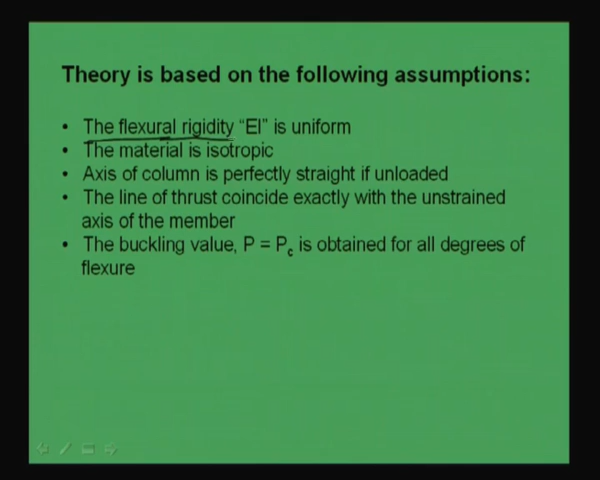 Theory is based on the following assumptions:
• The flexural rigidity “EI” is uniform
• The material is isotropic
• Axis of column is perfectly straight if unloaded
• The line of thrust coincide exactly with the unstrained
axis of the member
• The buckling value, P = Pc is obtained for all degrees of
flexure